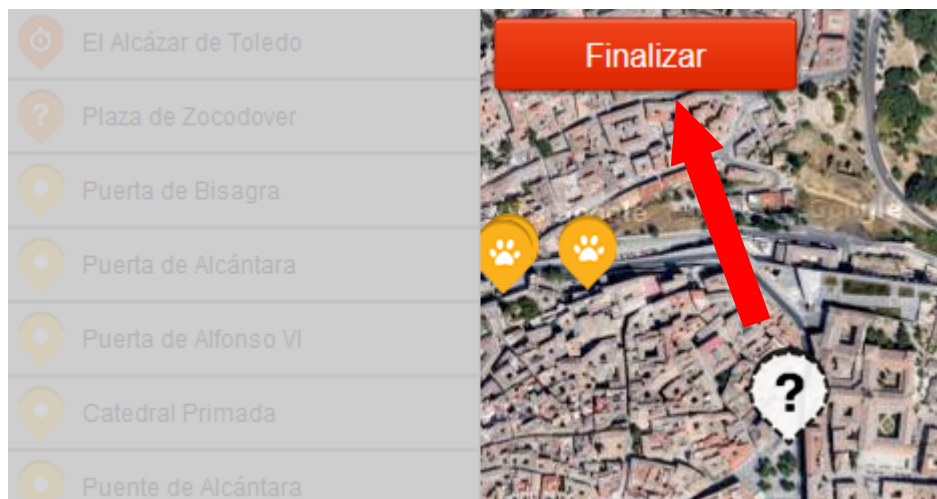 El Alcázar de Toledo
Plaza de Zocodover
Puerta de Bisagra
Puerta de Alcántara
Puerta de Alfonso VI
Catedral Primada
Puente de Alcántara
Finalizar
Google
?